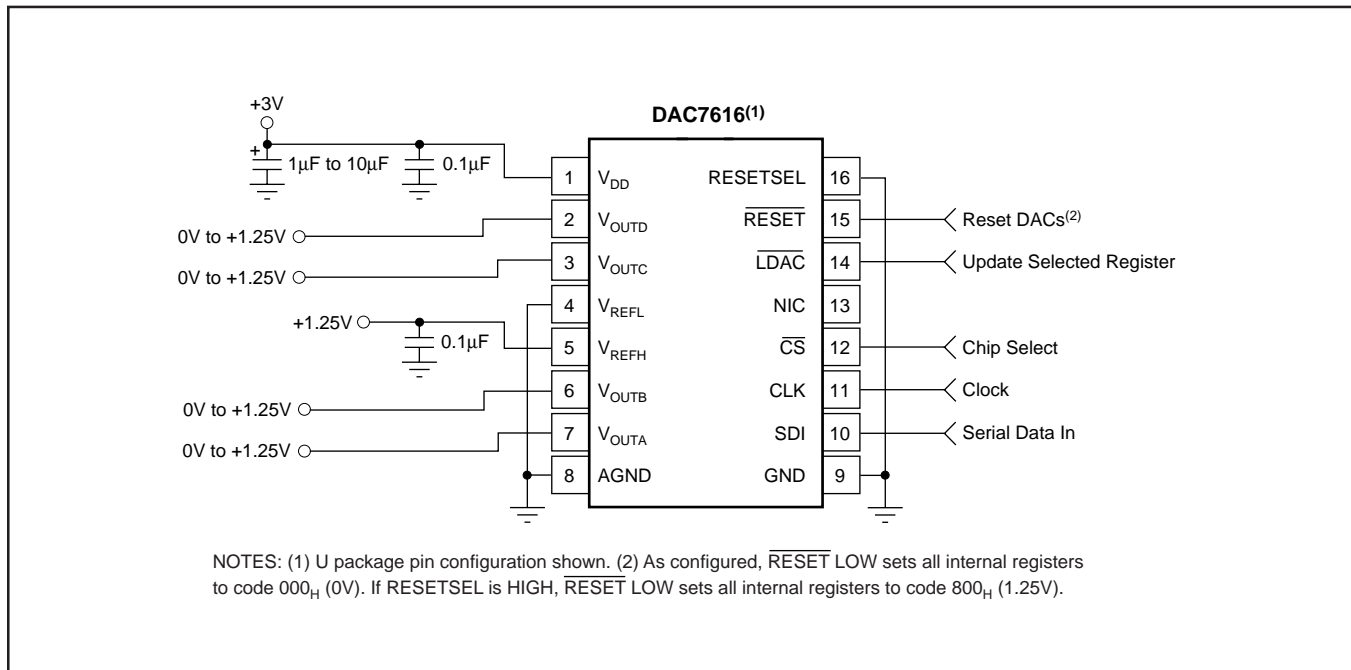 DAC7616(1)
+3V
+
1µF to 10µF
0.1µF
0V to +1.25V
0V to +1.25V
+1.25V
0.1µF
0V to +1.25V
0V to +1.25V
1 VDD
2 VOUTD
3 VOUTC
4 VREFL
5 VREFH
6 VOUTB
7 VOUTA
8 AGND
RESETSEL 16
RESET 15 Reset DACs(2)
LDAC 14 Update Selected Register
NIC 13
CS 12 Chip Select
CLK 11 Clock
SDI 10 Serial Data In
GND 9
NOTES: (1) U package pin configuration shown. (2) As configured, RESET LOW sets all internal registers
to code 000H (0V). If RESETSEL is HIGH, RESET LOW sets all internal registers to code 800H (1.25V).